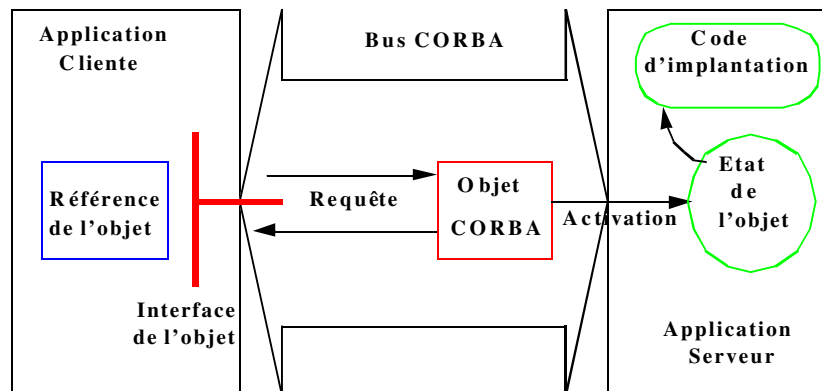 Application
Cliente
Bus CORBA
Code
d'implantation
Référence
de l'objet
Requête
Objet
CORBA
Activation
Etat
de
l'objet
Interface
de l'objet
Application
Serveur